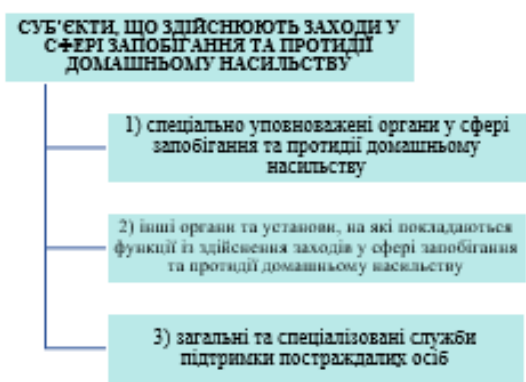 СУБ'ЄКТИ, ЩО ЗДІЙСНЮЮТЬ ЗАХОДИ У
СФЕРІ ЗАПОБІГАННЯ ТА ПРОТИДІЇ
ДОМАШНЬОМУ НАСИЛЬСТВУ
1) спеціально уповноважені органи у сфері
запобігання та протидії домашньому
насильству
2) інші органи та установи, на які покладаються
функції із здійснення заходів у сфері запобігання
та протидії домашньому насильству
3) загальні та спеціалізовані служби
підтримки постраждалих осіб